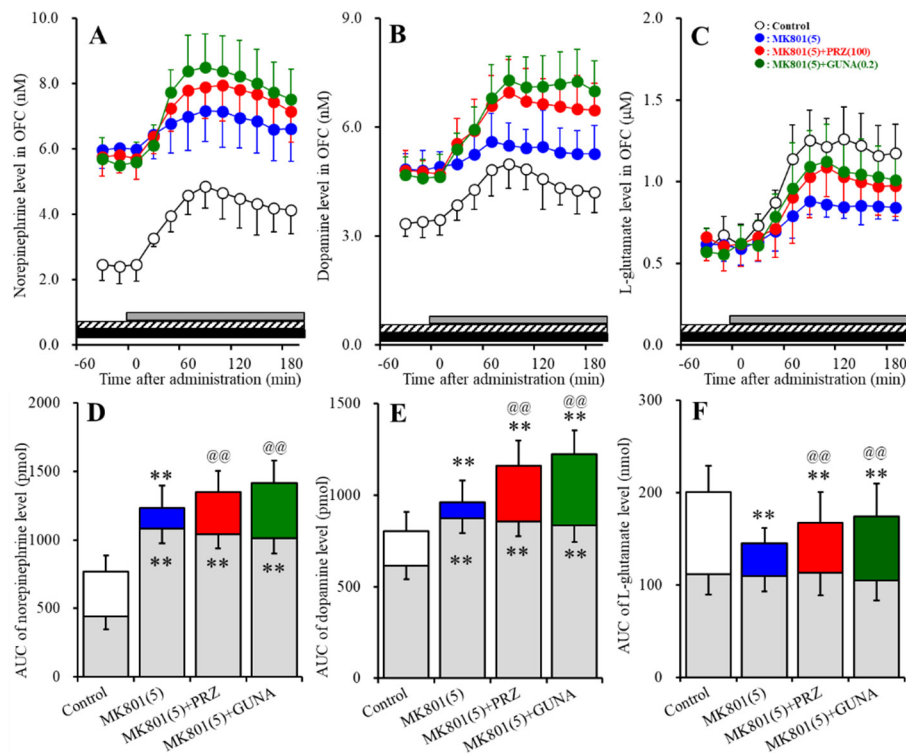 A
Norepinephrine level in OFC (nM)
10.0
8.0
6.0
4.0
2.0
0.0
-60 0 60 120 180
Time after administration (min)
B
Dopamine level in OFC (nM)
9.0
6.0
3.0
0.0
-60 0 60 120 180
Time after administration (min)
C
: Control
: MK801(5)
: MK801(5)+PRZ(100)
: MK801(5)+GUNA(0.2)
L-glutamate level in OFC (μM)
2.0
1.5
1.0
0.5
0.0
-60 0 60 120 180
Time after administration (min)
D
AUC of norepinephrine level (pmol)
2000
1500
1000
500
0
** @@ @@
** ** **
Control MK801(5) MK801(5)+PRZ MK801(5)+GUNA
E
AUC of dopamine level (pmol)
1500
1000
500
0
@@ @@
** ** **
** ** **
Control MK801(5) MK801(5)+PRZ MK801(5)+GUNA
F
AUC of L-glutamate level (nmol)
300
200
100
0
@@ @@
** ** **
Control MK801(5) MK801(5)+PRZ MK801(5)+GUNA